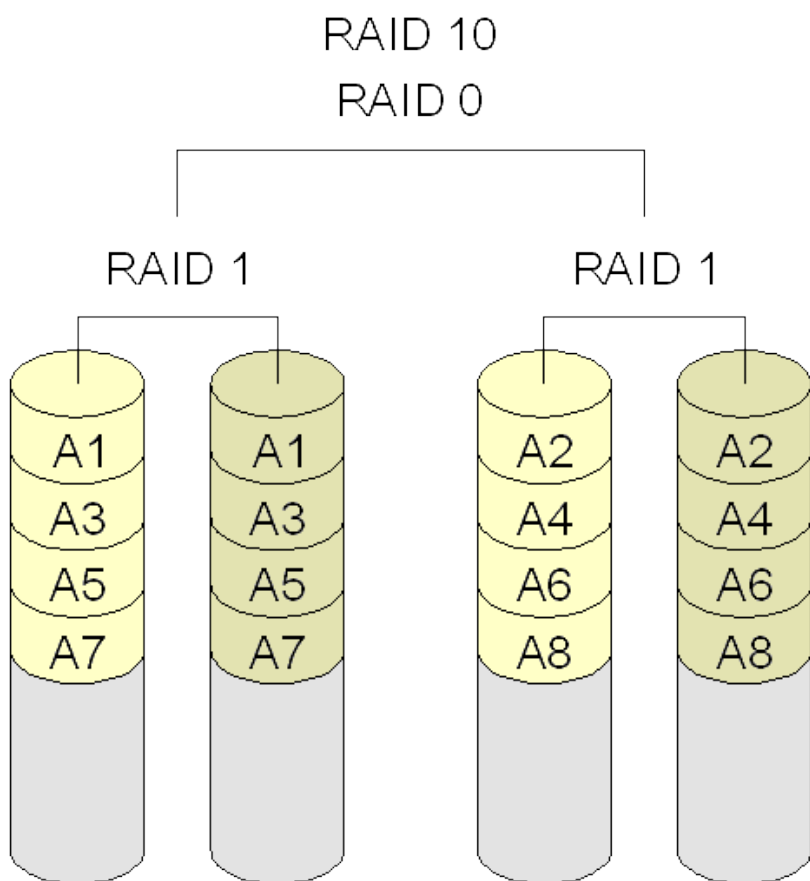 RAID 10
RAID 0
RAID 1 RAID 1
A1 A1 A2 A2
A3 A3 A4 A4
A5 A5 A6 A6
A7 A7 A8 A8